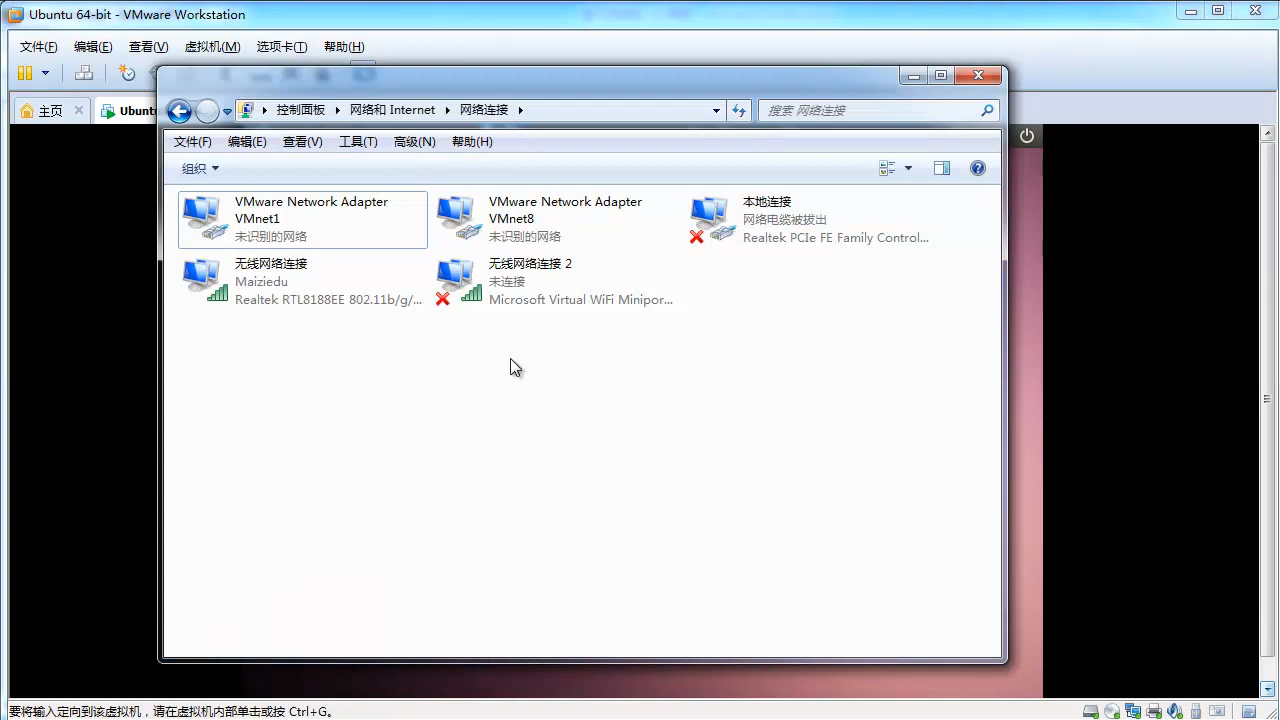 Ubuntu 64-bit - VMware Workstation
文件(F) 编辑(E) 查看(V) 虚拟机(M) 选项卡(T) 帮助(H)
主页 Ubunt
控制面板 网络和 Internet 网络连接 搜索 网络连接
文件(F) 编辑(E) 查看(V) 工具(T) 高级(N) 帮助(H)
组织
VMware Network Adapter
VMnet1
未识别的网络
VMware Network Adapter
VMnet8
未识别的网络
本地连接
网络电缆被拔出
Realtek PCIe FE Family Control...
无线网络连接
Maiziedu
Realtek RTL8188EE 802.11b/g/...
无线网络连接 2
未连接
Microsoft Virtual WiFi Minipor...
要将输入定向到该虚拟机，请在虚拟机内部单击或按 Ctrl+G。